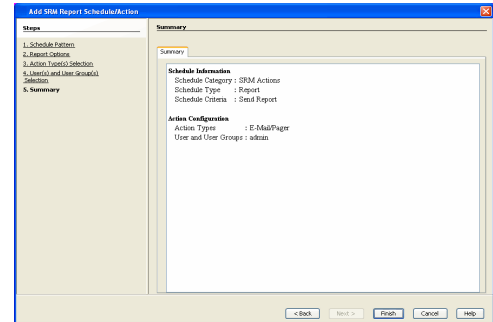 Add SRM Report Schedule/Action
Steps
1. Schedule Pattern
2. Report Options
3. Action Type(s) Selection
4. User(s) and User Group(s)
Selection
5. Summary
Summary
Summary
Schedule Information
Schedule Category : SRM Actions
Schedule Type : Report
Schedule Criteria : Send Report
Action Configuration
Action Types : E-Mail/Pager
User and User Groups : admin
< Back Next > Finish Cancel Help